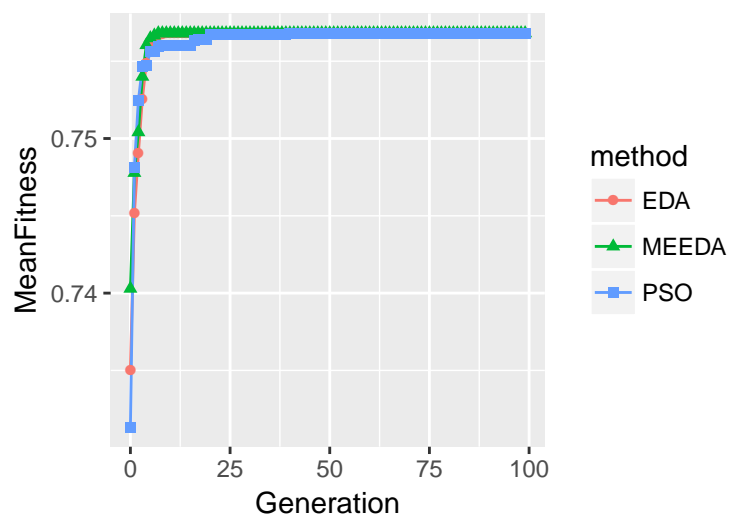 MeanFitness
0.75
0.74
0
25
50
75
100
Generation
method
EDA
MEEDA
PSO